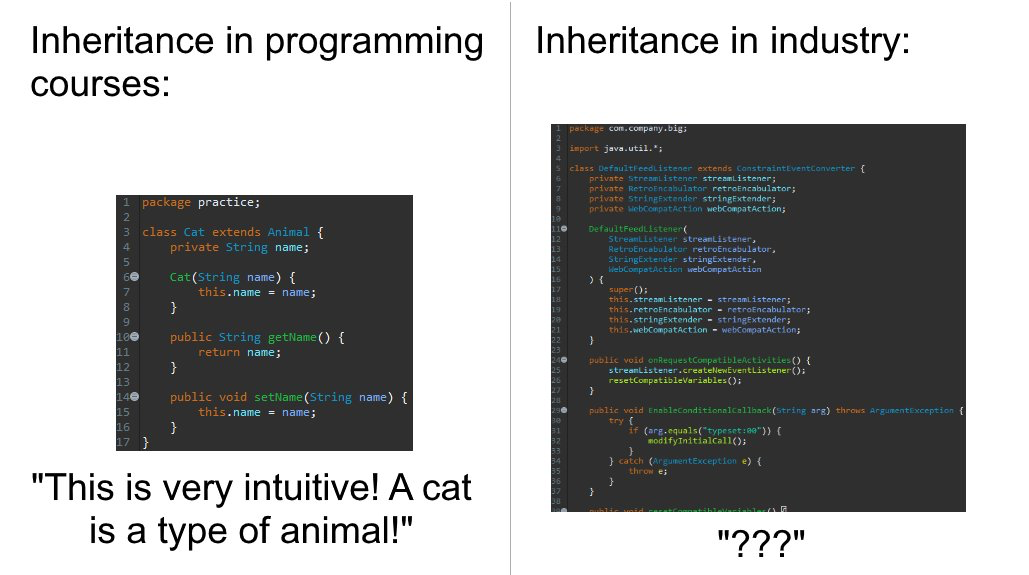 Inheritance in programming
courses:
1 package practice;
2
3 class Cat extends Animal {
4 private String name;
5
6 Cat(String name) {
7 this.name = name;
8 }
9
10 public String getName() {
11 return name;
12 }
13
14 public void setName(String name) {
15 this.name = name;
16 }
17 }
"This is very intuitive! A cat
is a type of animal!"
Inheritance in industry:
1 package com.company.big;
2
3 import java.util.*;
4
5 class DefaultFeedListener extends ConstraintEventConverter {
6 private StreamListener streamListener;
7 private RetroEncabulator retroEncabulator;
8 private StringExtender stringExtender;
9 private WebCompatAction webCompatAction;
10
11 DefaultFeedListener(
12 StreamListener streamListener,
13 RetroEncabulator retroEncabulator,
14 StringExtender stringExtender,
15 WebCompatAction webCompatAction
16 ) {
17 super();
18 this.streamListener = streamListener;
19 this.retroEncabulator = retroEncabulator;
20 this.stringExtender = stringExtender;
21 this.webCompatAction = webCompatAction;
22 }
23
24 public void onRequestCompatibleActivities() {
25 streamListener.createNewEventListener();
26 resetCompatibleVariables();
27 }
28
29 public void EnableConditionalCallback(String arg) throws ArgumentException {
30 try {
31 if (arg.equals("typeset:00")) {
32 modifyInitialCall();
33 }
34 } catch (ArgumentException e) {
35 throw e;
36 }
37 }
38
39 public void resetCompatibleVariables() {
"???"